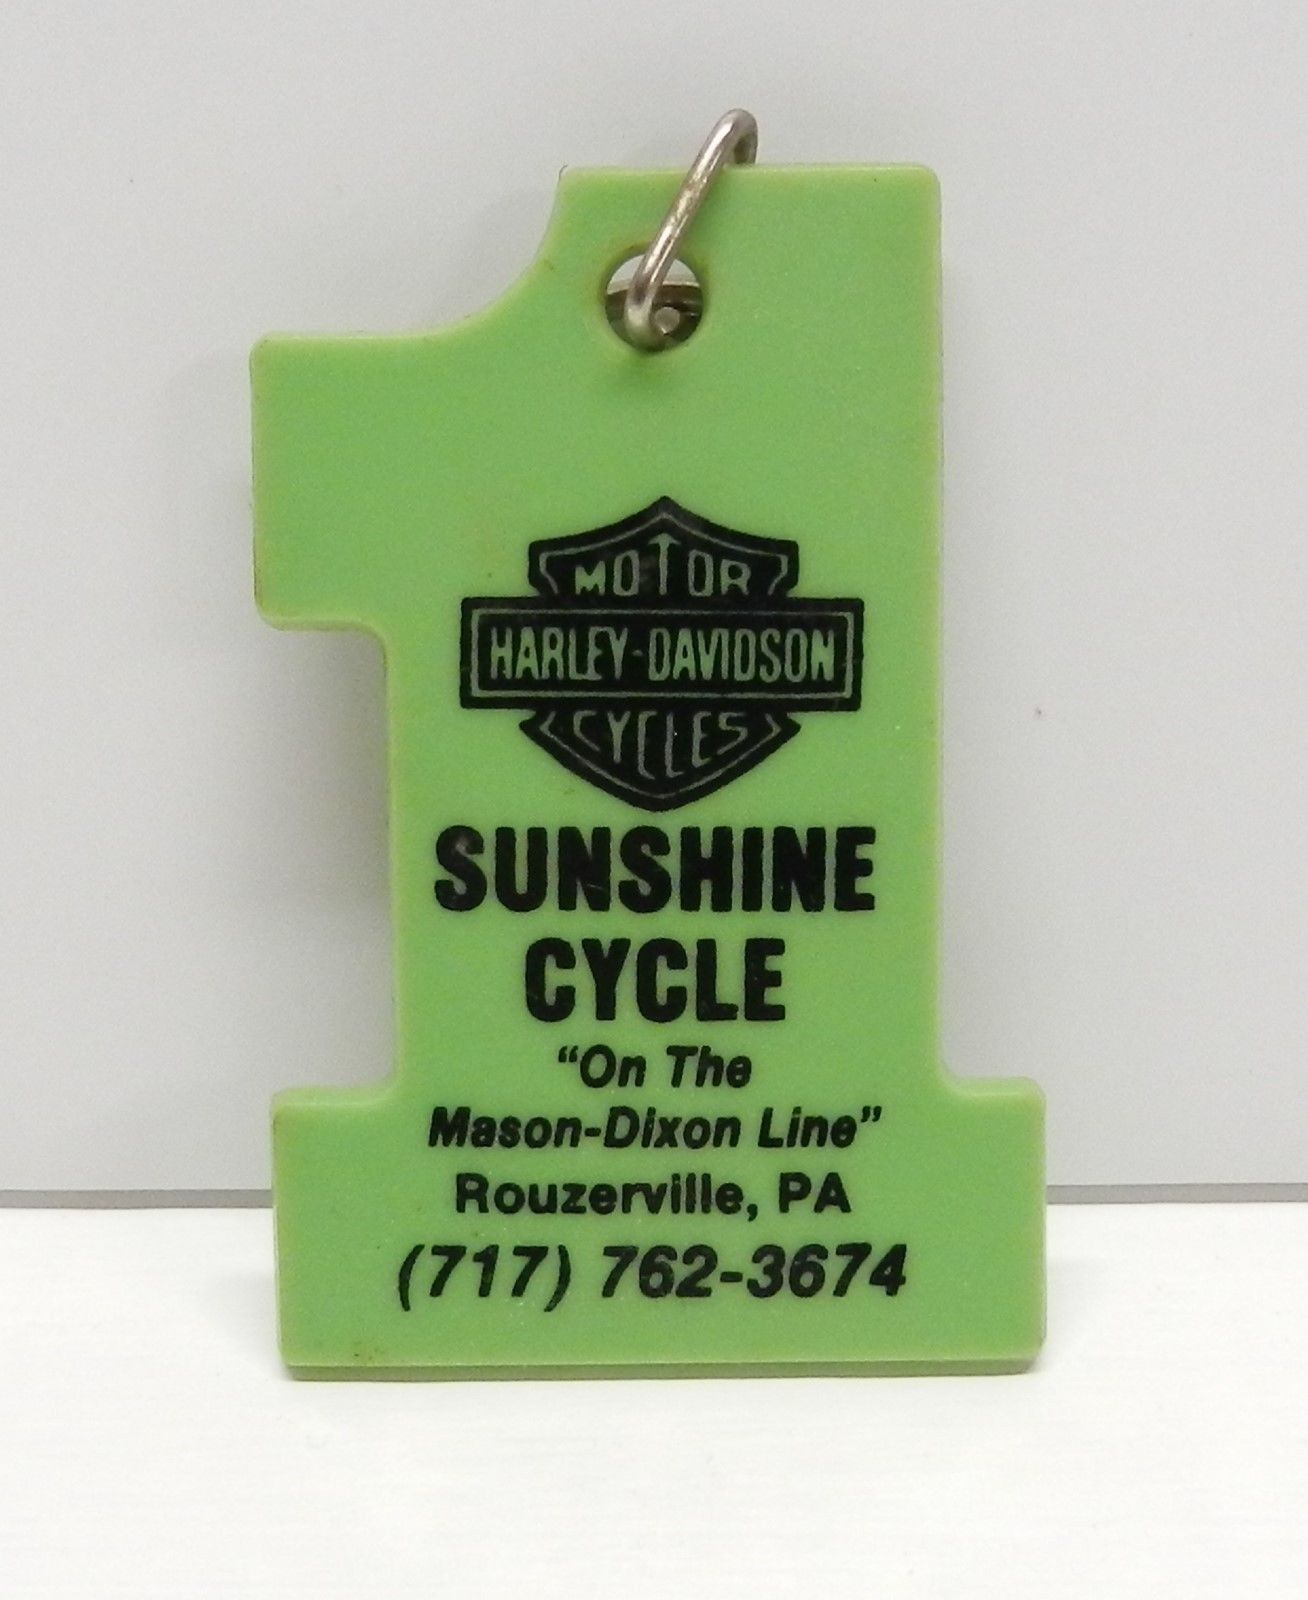 MOTOR
HARLEY-DAVIDSON
CYCLES
SUNSHINE
CYCLE
"On The
Mason-Dixon Line"
Rouzerville, PA
(717) 762-3674